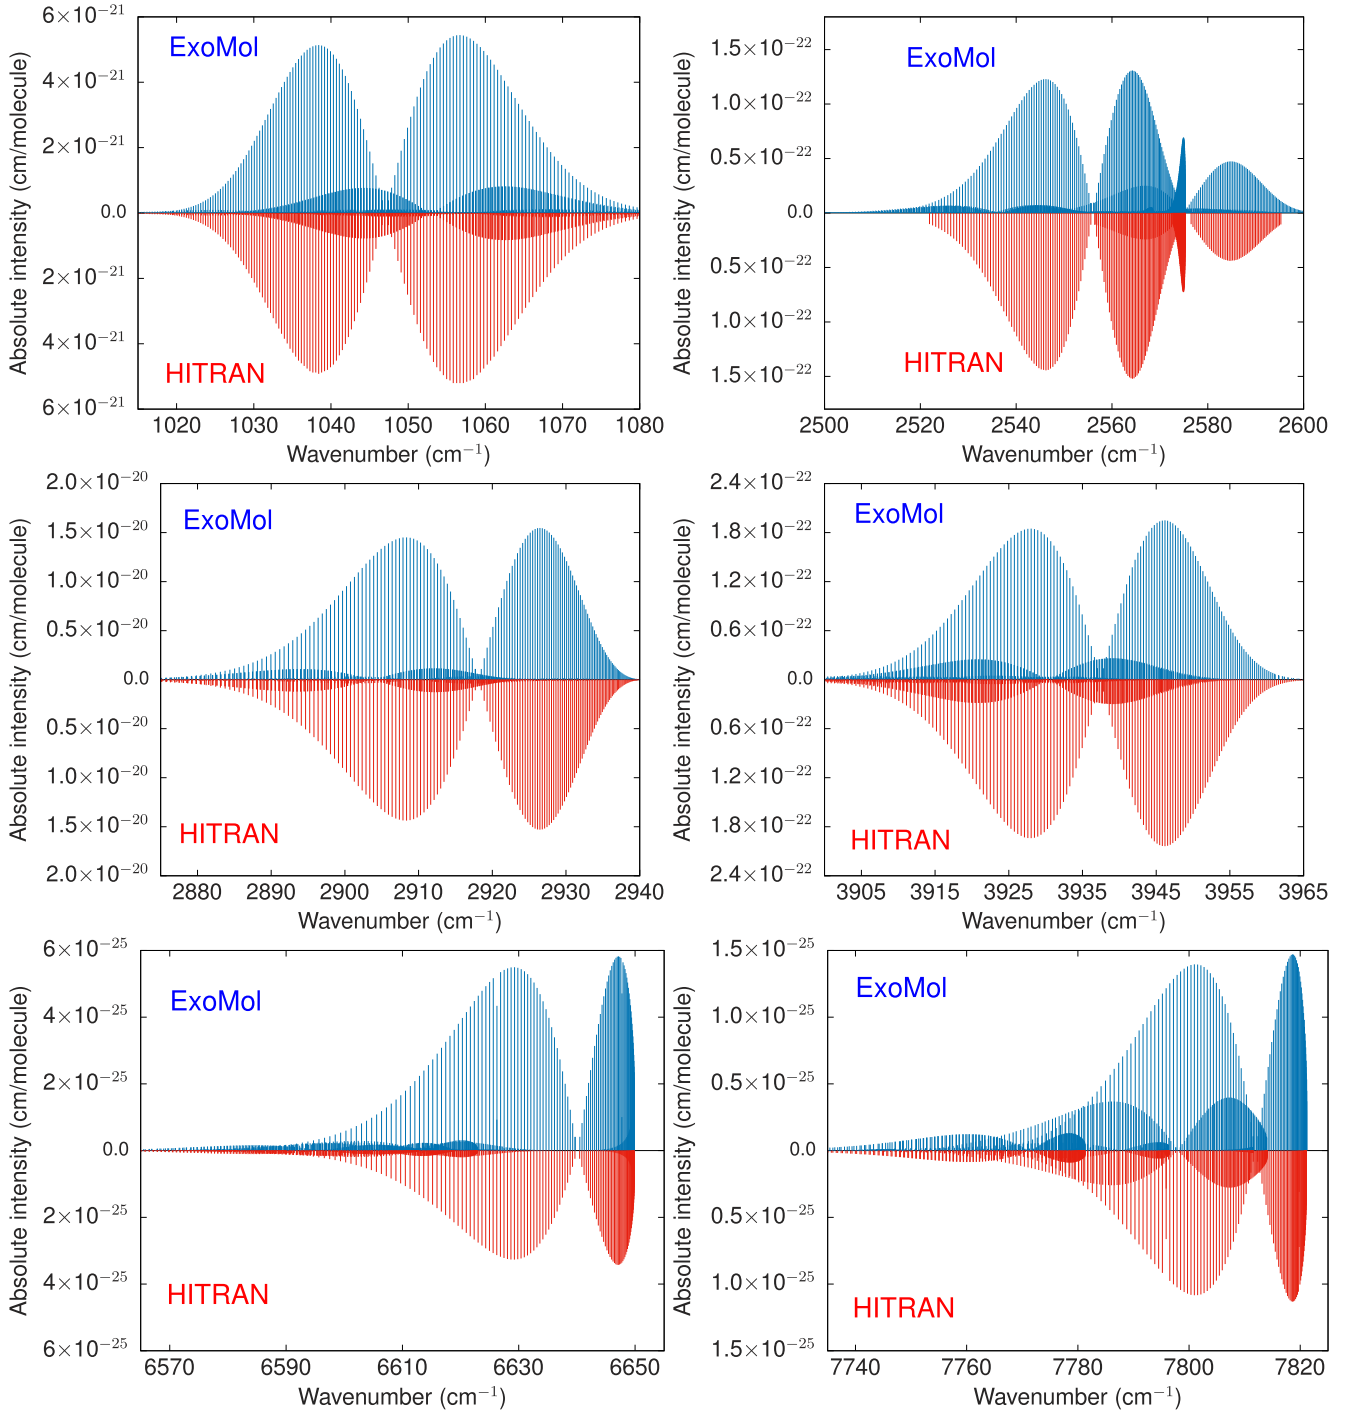 Absolute intensity (cm/molecule)
6×10⁻²¹
4×10⁻²¹
2×10⁻²¹
0.0
2×10⁻²¹
4×10⁻²¹
6×10⁻²¹
ExoMol
HITRAN
1020 1030 1040 1050 1060 1070 1080
Wavenumber (cm⁻¹)
Absolute intensity (cm/molecule)
1.5×10⁻²²
1.0×10⁻²²
0.5×10⁻²²
0.0
0.5×10⁻²²
1.0×10⁻²²
1.5×10⁻²²
ExoMol
HITRAN
2500 2520 2540 2560 2580 2600
Wavenumber (cm⁻¹)
Absolute intensity (cm/molecule)
2.0×10⁻²⁰
1.5×10⁻²⁰
1.0×10⁻²⁰
0.5×10⁻²⁰
0.0
0.5×10⁻²⁰
1.0×10⁻²⁰
1.5×10⁻²⁰
2.0×10⁻²⁰
ExoMol
HITRAN
2880 2890 2900 2910 2920 2930 2940
Wavenumber (cm⁻¹)
Absolute intensity (cm/molecule)
2.4×10⁻²²
1.8×10⁻²²
1.2×10⁻²²
0.6×10⁻²²
0.0
0.6×10⁻²²
1.2×10⁻²²
1.8×10⁻²²
2.4×10⁻²²
ExoMol
HITRAN
3905 3915 3925 3935 3945 3955 3965
Wavenumber (cm⁻¹)
Absolute intensity (cm/molecule)
6×10⁻²⁵
4×10⁻²⁵
2×10⁻²⁵
0.0
2×10⁻²⁵
4×10⁻²⁵
6×10⁻²⁵
ExoMol
HITRAN
6570 6590 6610 6630 6650
Wavenumber (cm⁻¹)
Absolute intensity (cm/molecule)
1.5×10⁻²⁵
1.0×10⁻²⁵
0.5×10⁻²⁵
0.0
0.5×10⁻²⁵
1.0×10⁻²⁵
1.5×10⁻²⁵
ExoMol
HITRAN
7740 7760 7780 7800 7820
Wavenumber (cm⁻¹)